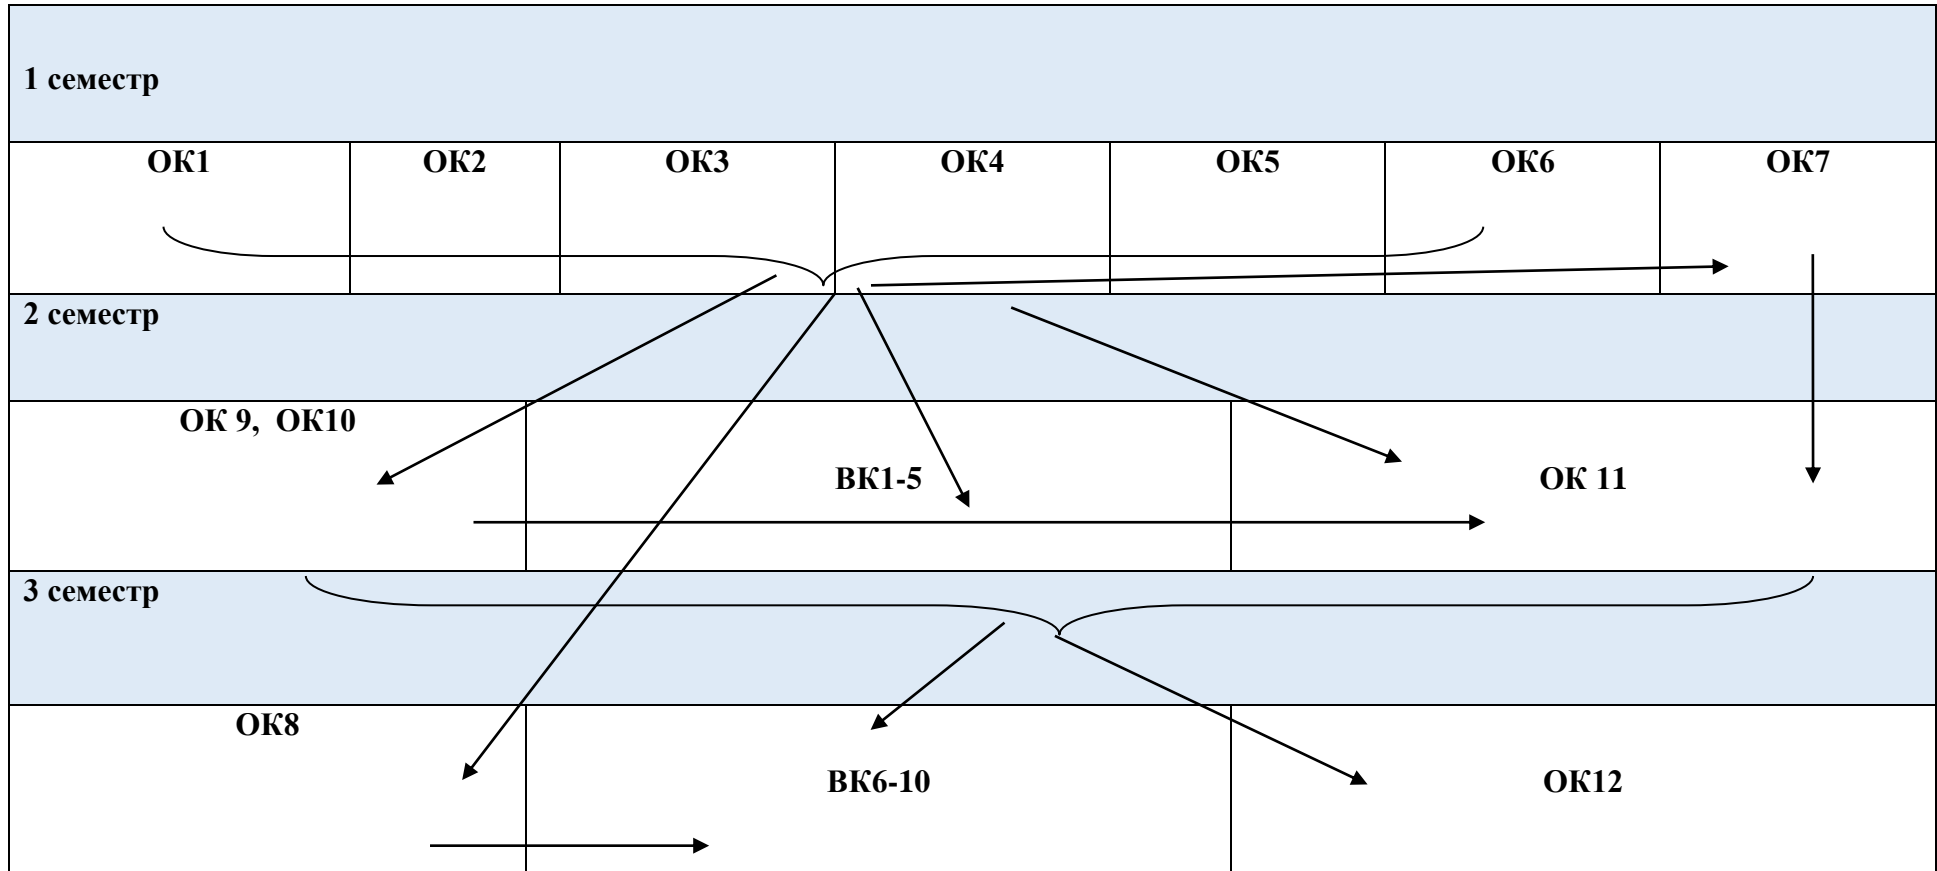 1 семестр
ОК1 ОК2 ОК3 ОК4 ОК5 ОК6 ОК7
2 семестр
ОК 9, ОК10
ВК1-5 ОК 11
3 семестр
ОК8
ВК6-10 ОК12